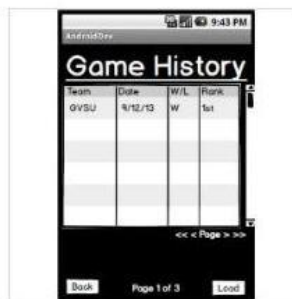 9:43 PM
AndroidDev
Game History
Team Date W/L Rank
GVSU 9/12/13 W 1st
<< < Page > >>
Back Page 1 of 3 Load